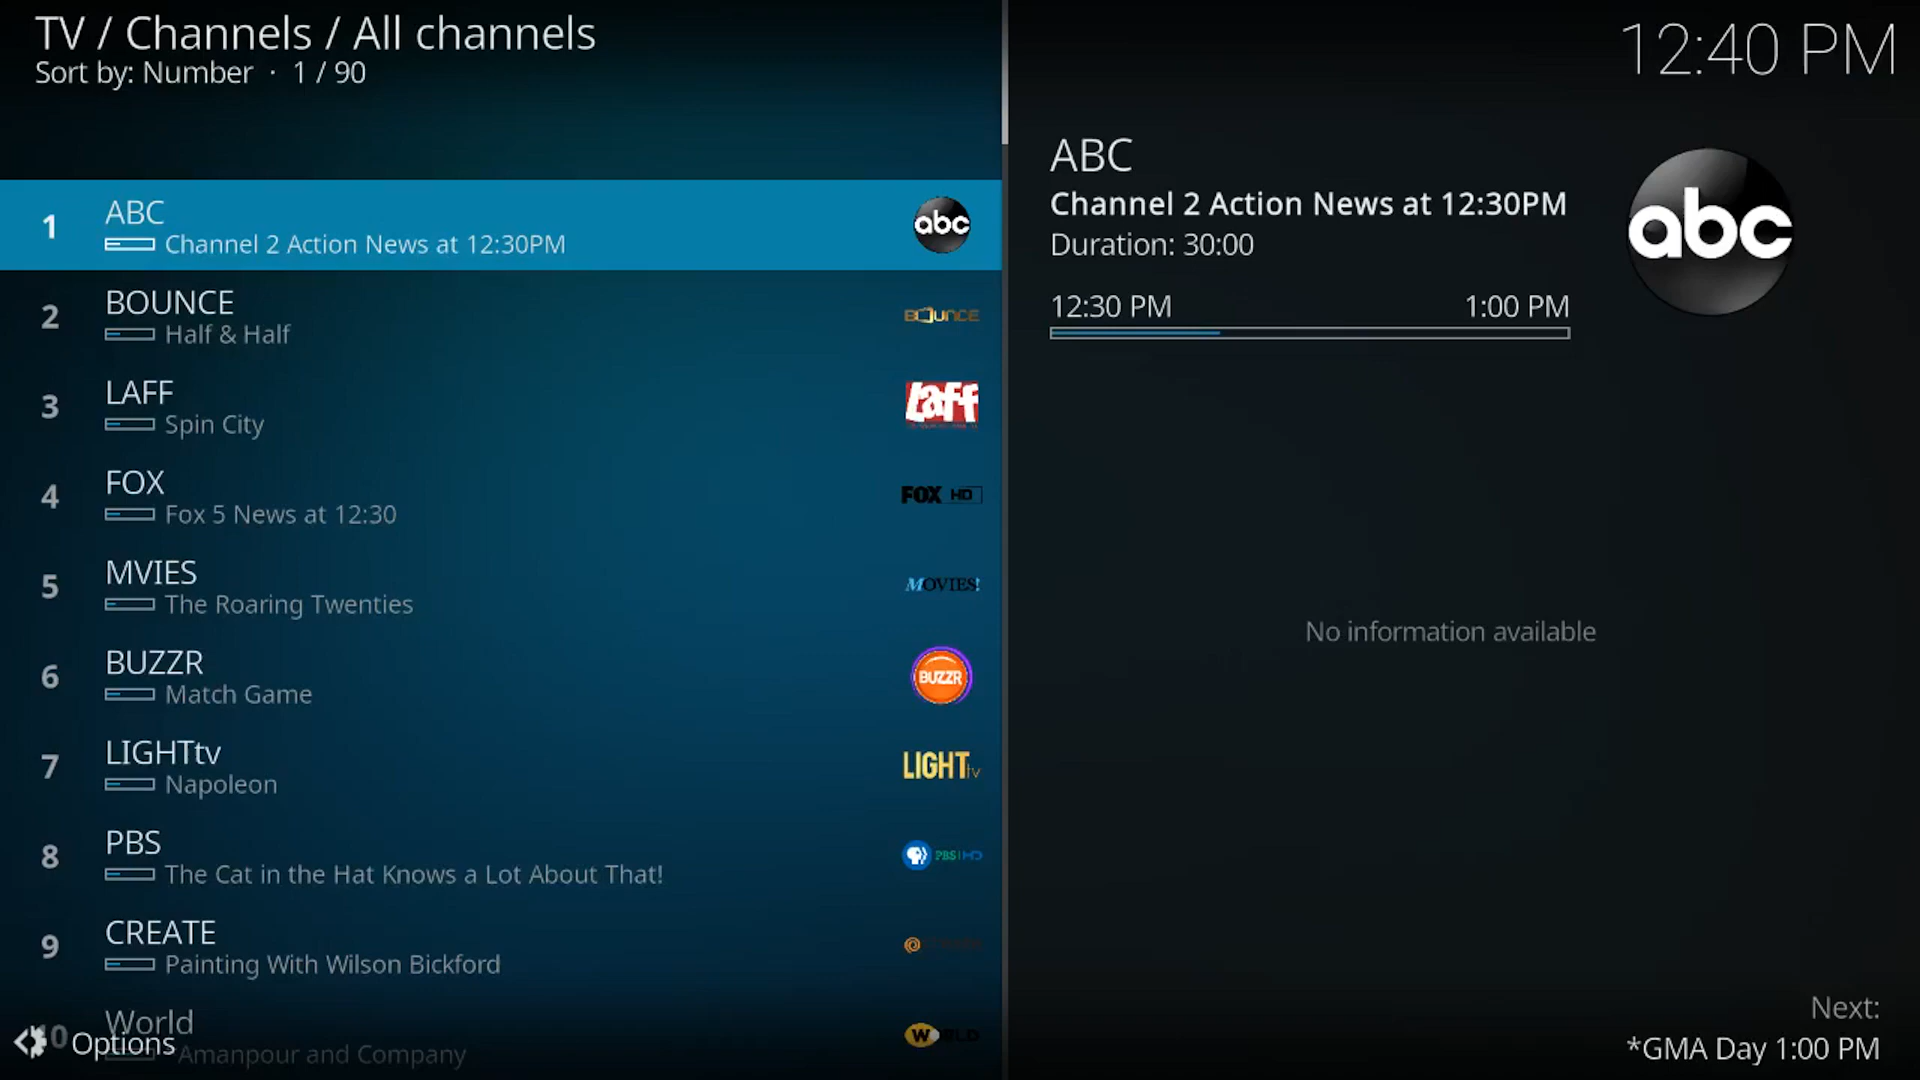 TV / Channels / All channels
Sort by: Number · 1 / 90
12:40 PM
1
ABC
Channel 2 Action News at 12:30PM
abc
2
BOUNCE
Half & Half
BOUNCE
3
LAFF
Spin City
Laff
4
FOX
Fox 5 News at 12:30
FOX HD
5
MVIES
The Roaring Twenties
MOVIES!
6
BUZZR
Match Game
BUZZR
7
LIGHTtv
Napoleon
LIGHTtv
8
PBS
The Cat in the Hat Knows a Lot About That!
PBS HD
9
CREATE
Painting With Wilson Bickford
10
World
Amanpour and Company
WORLD
Options
ABC
Channel 2 Action News at 12:30PM
Duration: 30:00
12:30 PM 1:00 PM
abc
No information available
Next:
*GMA Day 1:00 PM